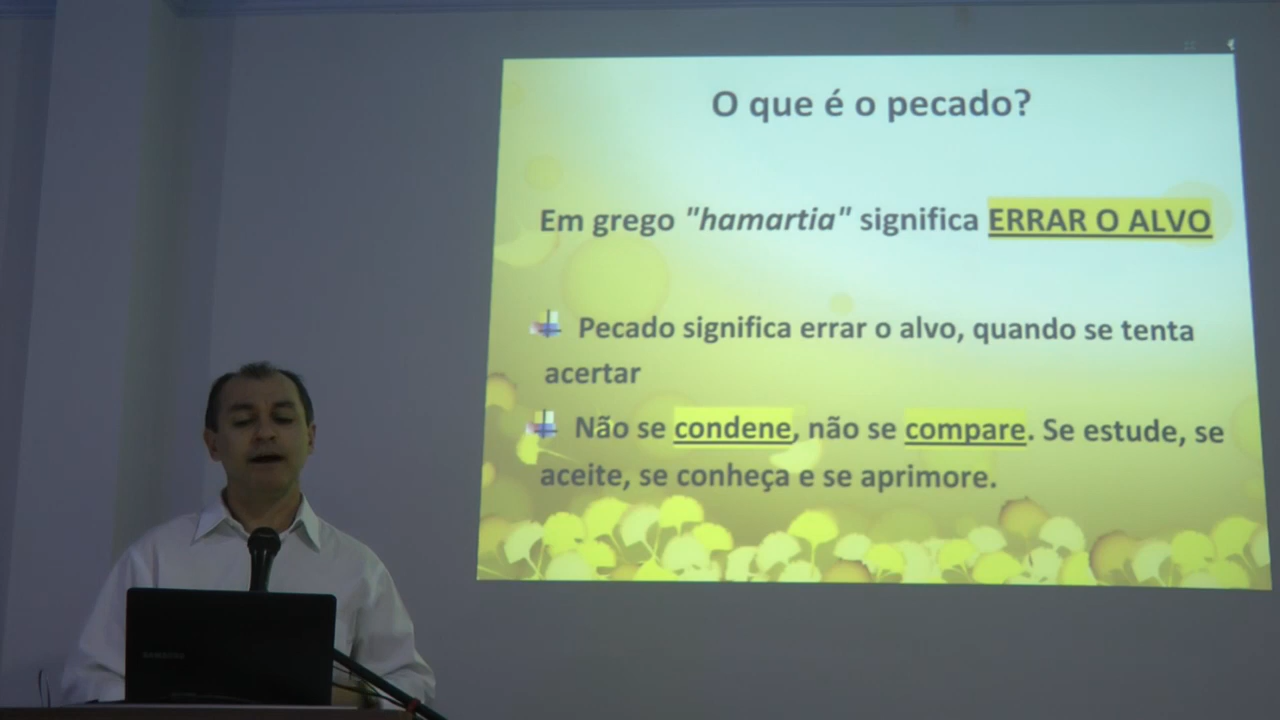 O que é o pecado?
Em grego "hamartia" significa ERRAR O ALVO
Pecado significa errar o alvo, quando se tenta
acertar
Não se condene, não se compare. Se estude, se
aceite, se conheça e se aprimore.
SAMSUNG